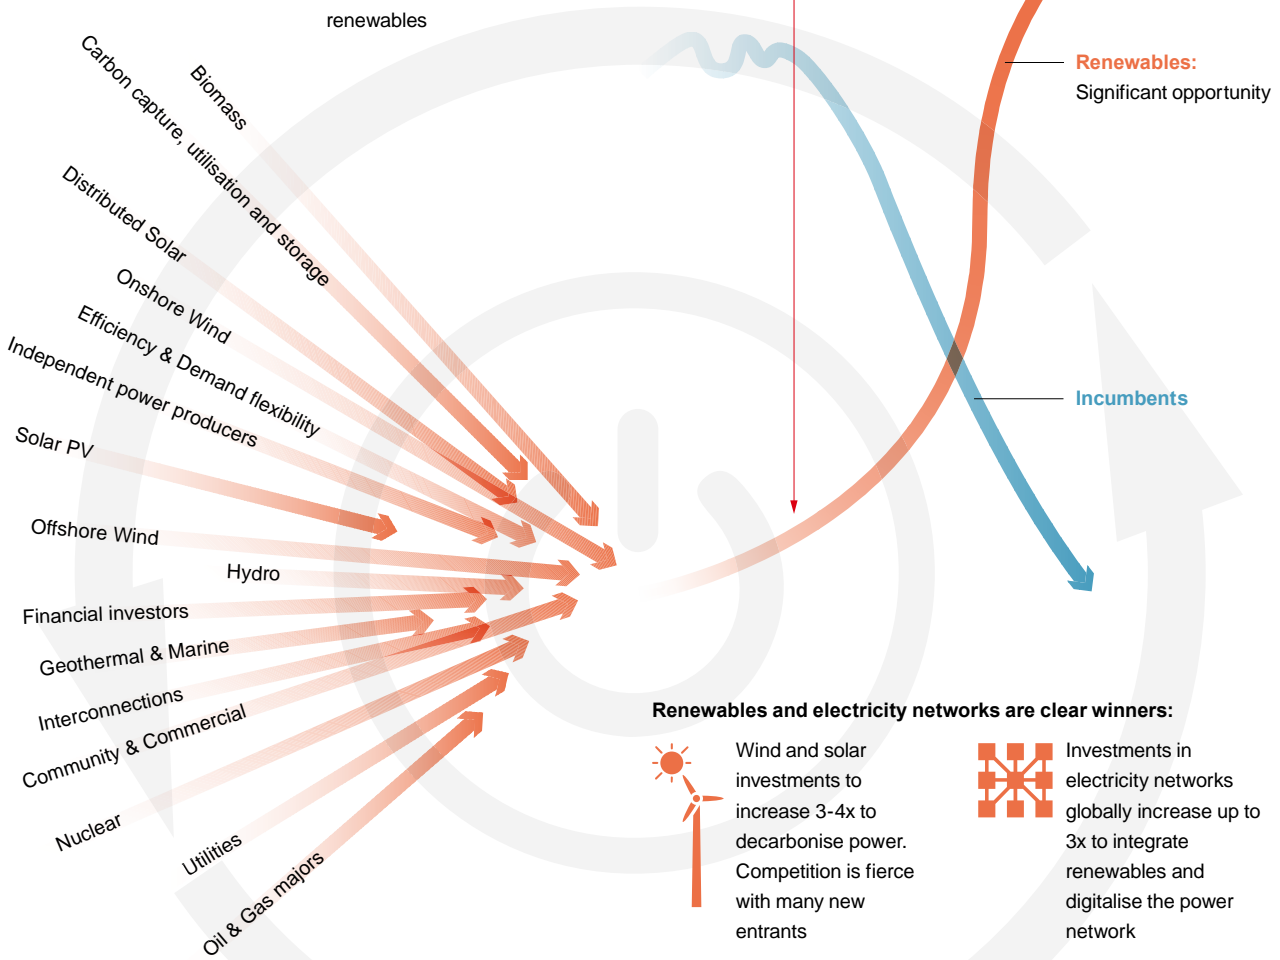 renewables
Carbon capture, utilisation and storage
Biomass
Distributed Solar
Onshore Wind
Efficiency & Demand flexibility
Independent power producers
Solar PV
Offshore Wind
Hydro
Financial investors
Geothermal & Marine
Interconnections
Community & Commercial
Nuclear
Utilities
Oil & Gas majors
Renewables:
Significant opportunity
Incumbents
Renewables and electricity networks are clear winners:
Wind and solar
investments to
increase 3-4x to
decarbonise power.
Competition is fierce
with many new
entrants
Investments in
electricity networks
globally increase up to
3x to integrate
renewables and
digitalise the power
network